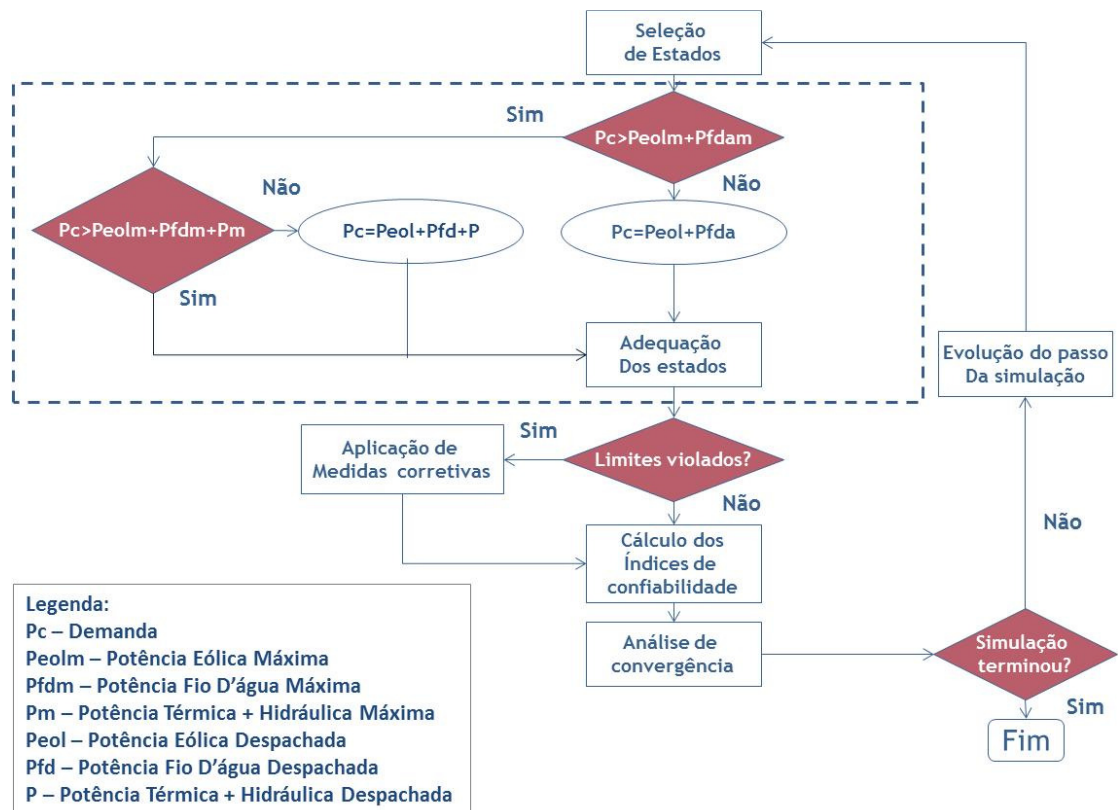 Seleção
de Estados
Sim
Pc>Peolm+Pfdam
Não
Não
Pc>Peolm+Pfdm+Pm
Pc=Peol+Pfd+P
Pc=Peol+Pfda
Sim
Adequação
Dos estados
Evolução do passo
Da simulação
Sim
Aplicação de
Medidas corretivas
Limites violados?
Não
Não
Cálculo dos
Índices de
confiabilidade
Análise de
convergência
Simulação
terminou?
Sim
Fim
Legenda:
Pc – Demanda
Peolm – Potência Eólica Máxima
Pfdm – Potência Fio D’água Máxima
Pm – Potência Térmica + Hidráulica Máxima
Peol – Potência Eólica Despachada
Pfd – Potência Fio D’água Despachada
P – Potência Térmica + Hidráulica Despachada